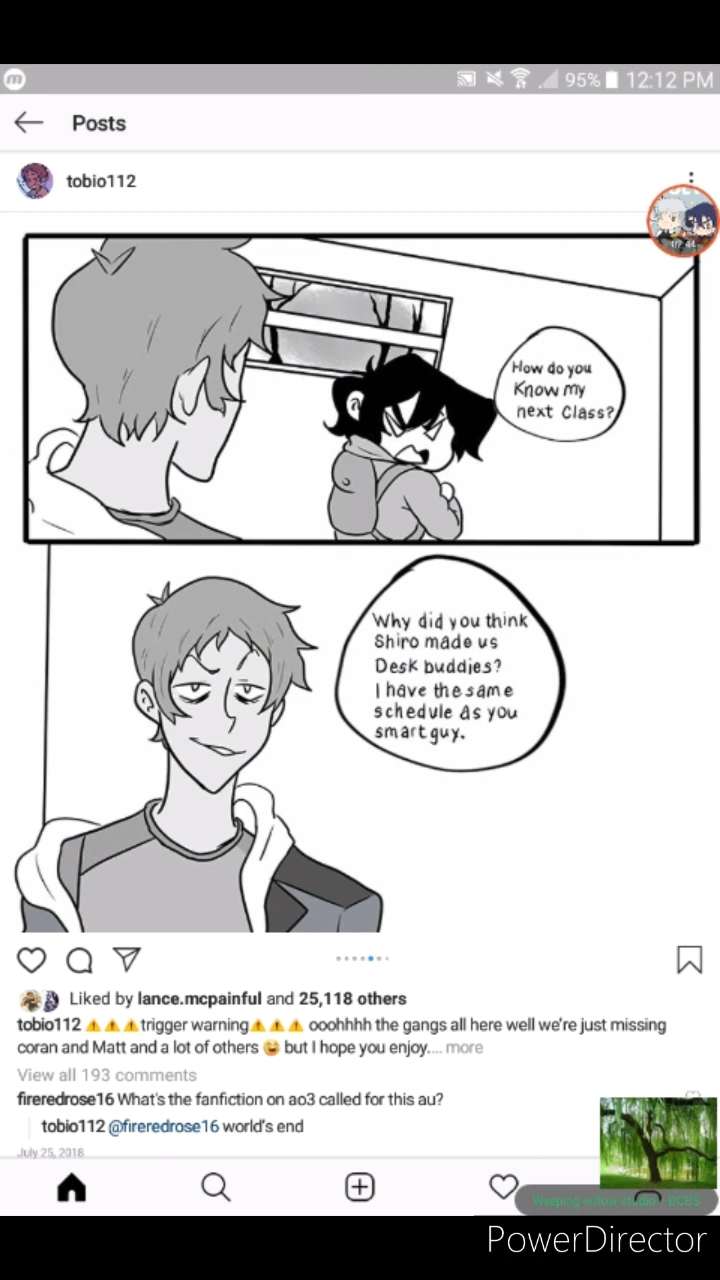 95% 12:12 PM
Posts
tobio112
How do you
Know my
next Class?
Why did you think
Shiro made us
Desk buddies?
I have the same
schedule as you
smart guy.
Liked by lance.mcpainful and 25,118 others
tobio112 ⚠️⚠️⚠️trigger warning⚠️⚠️⚠️ ooohhhh the gangs all here well we're just missing
coran and Matt and a lot of others 😅 but I hope you enjoy.... more
View all 193 comments
fireredrose16 What's the fanfiction on ao3 called for this au?
tobio112 @fireredrose16 world's end
July 25, 2018
Weeping willow studio - BCBS
PowerDirector